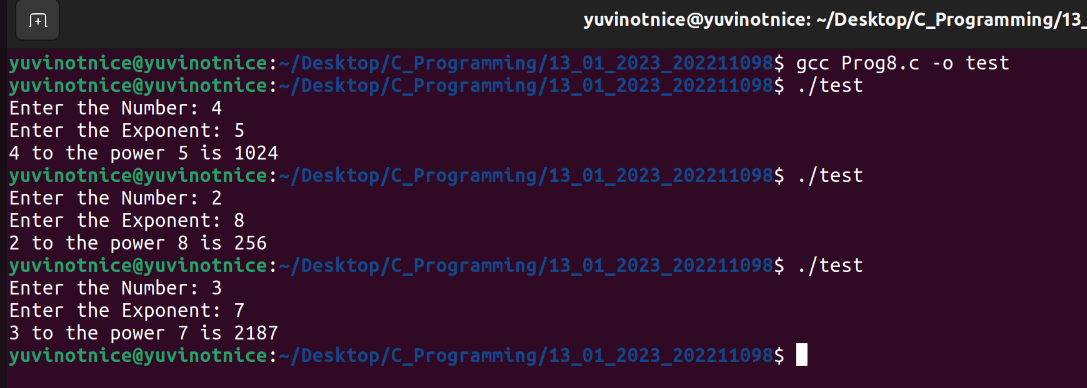 yuvinotnice@yuvinotnice: ~/Desktop/C_Programming/13_
yuvinotnice@yuvinotnice:~/Desktop/C_Programming/13_01_2023_202211098$ gcc Prog8.c -o test
yuvinotnice@yuvinotnice:~/Desktop/C_Programming/13_01_2023_202211098$ ./test
Enter the Number: 4
Enter the Exponent: 5
4 to the power 5 is 1024
yuvinotnice@yuvinotnice:~/Desktop/C_Programming/13_01_2023_202211098$ ./test
Enter the Number: 2
Enter the Exponent: 8
2 to the power 8 is 256
yuvinotnice@yuvinotnice:~/Desktop/C_Programming/13_01_2023_202211098$ ./test
Enter the Number: 3
Enter the Exponent: 7
3 to the power 7 is 2187
yuvinotnice@yuvinotnice:~/Desktop/C_Programming/13_01_2023_202211098$